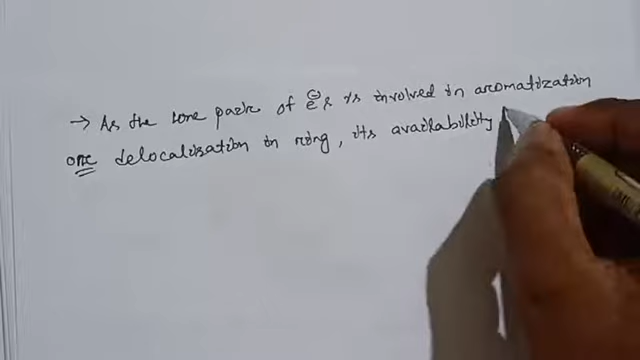 → As the lone pair of e⊖s is involved in aromatization
or delocalisation in ring, its availability